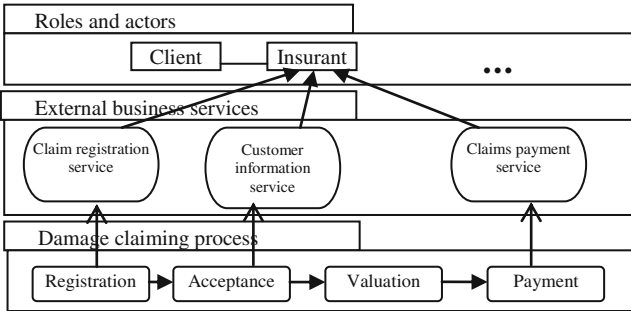 Roles and actors
Client
Insurant
...
External business services
Claim registration
service
Customer
information
service
Claims payment
service
Damage claiming process
Registration
Acceptance
Valuation
Payment